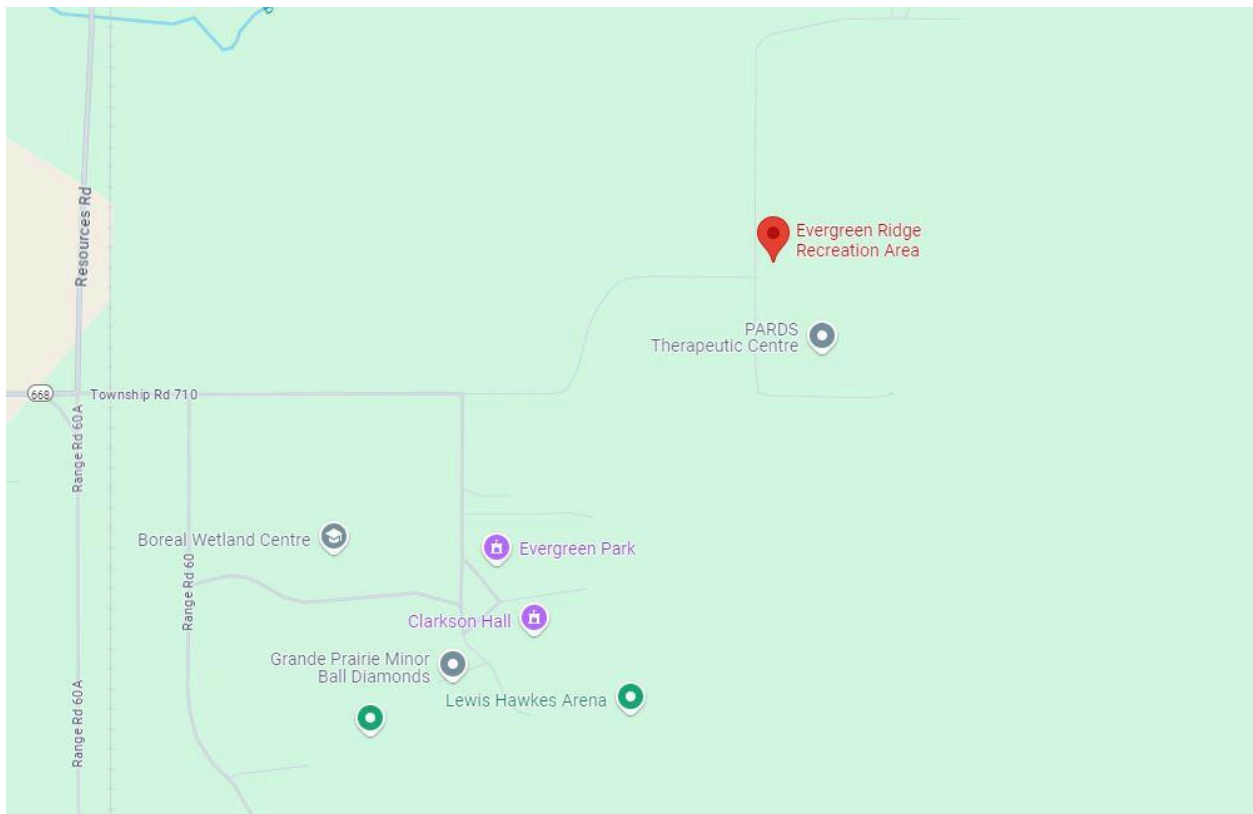 Resources Rd
Evergreen Ridge
Recreation Area
PARDS
Therapeutic Centre
668
Township Rd 710
Range Rd 60A
Boreal Wetland Centre
Evergreen Park
Range Rd 60
Clarkson Hall
Grande Prairie Minor
Ball Diamonds
Lewis Hawkes Arena
Range Rd 60A